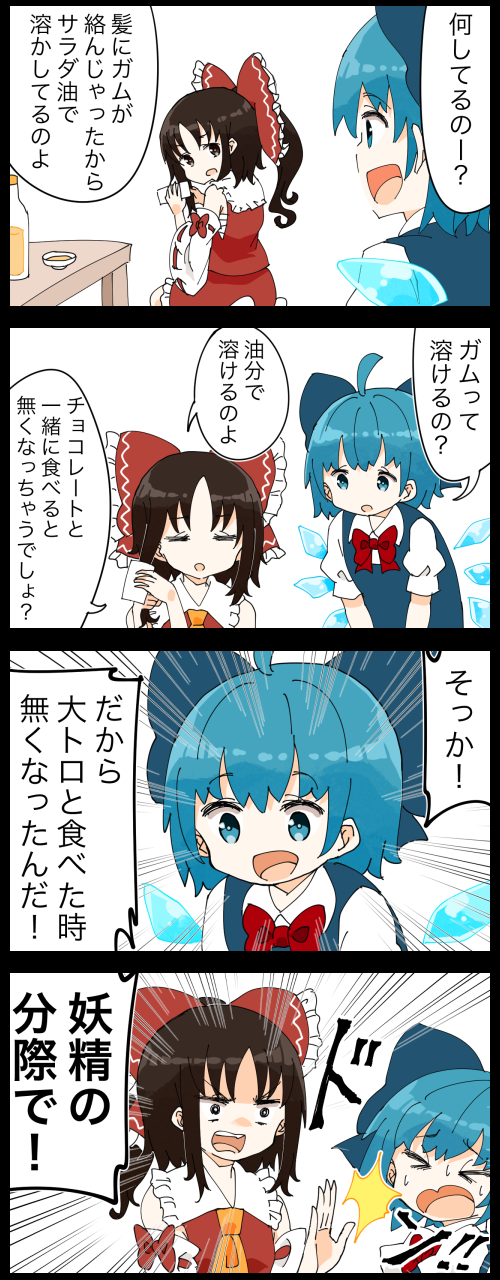 何してるのー？
髪にガムが
絡んじゃったから
サラダ油で
溶かしてるのよ
ガムって
溶けるの？
油分で
溶けるのよ
チョコレートと
一緒に食べると
無くなっちゃうでしょ？
そっか！
だから
大トロと食べた時
無くなったんだ！
ドンッ!!
妖精の
分際で！